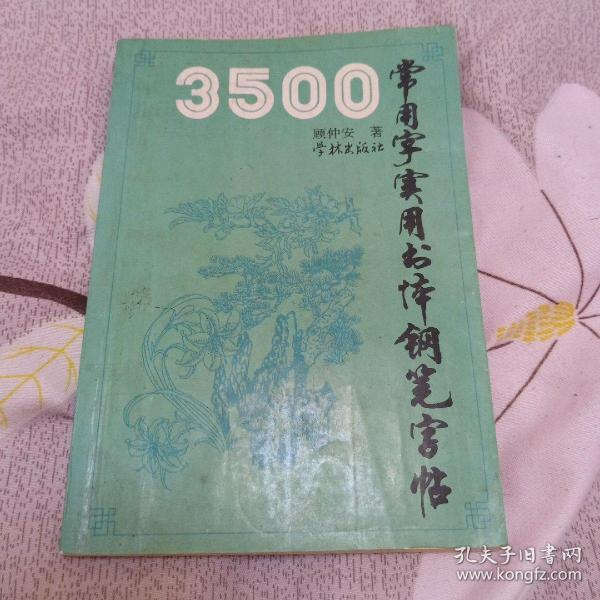 3500
常用字实用书体钢笔字帖
顾仲安 著
学林出版社
孔夫子旧书网
www.kongfz.com